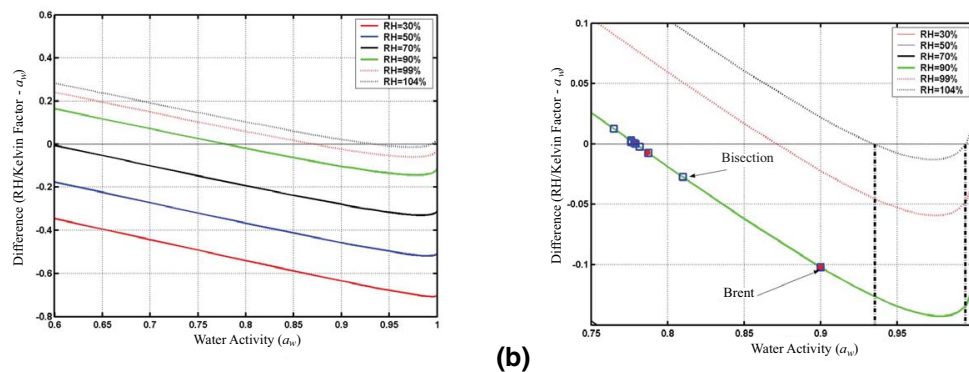 0.6
0.4
0.2
0
-0.2
-0.4
-0.6
-0.8
Difference (RH/Kelvin Factor - aw)
RH=30%
RH=50%
RH=70%
RH=90%
RH=99%
RH=104%
0.6 0.65 0.7 0.75 0.8 0.85 0.9 0.95 1
Water Activity (aw)
(b)
0.1
0.05
0
-0.05
-0.1
Difference (RH/Kelvin Factor - aw)
RH=30%
RH=50%
RH=70%
RH=90%
RH=99%
RH=104%
Bisection
Brent
0.75 0.8 0.85 0.9 0.95
Water Activity (aw)